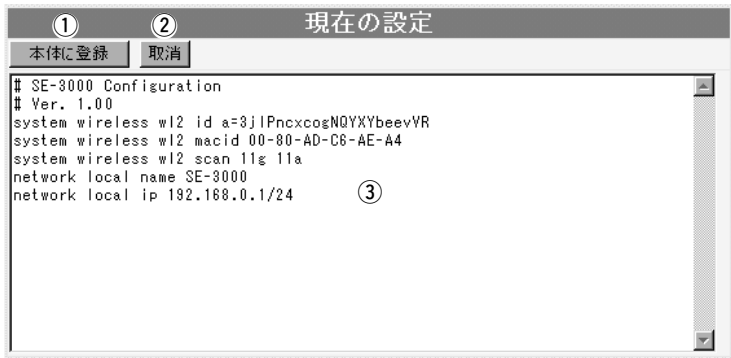 現在の設定
① ②
本体に登録 取消
# SE-3000 Configuration
# Ver. 1.00
system wireless wl2 id a=3jlPncxcogNQYXYbeevVR
system wireless wl2 macid 00-80-AD-C6-AE-A4
system wireless wl2 scan 11g 11a
network local name SE-3000
network local ip 192.168.0.1/24
③